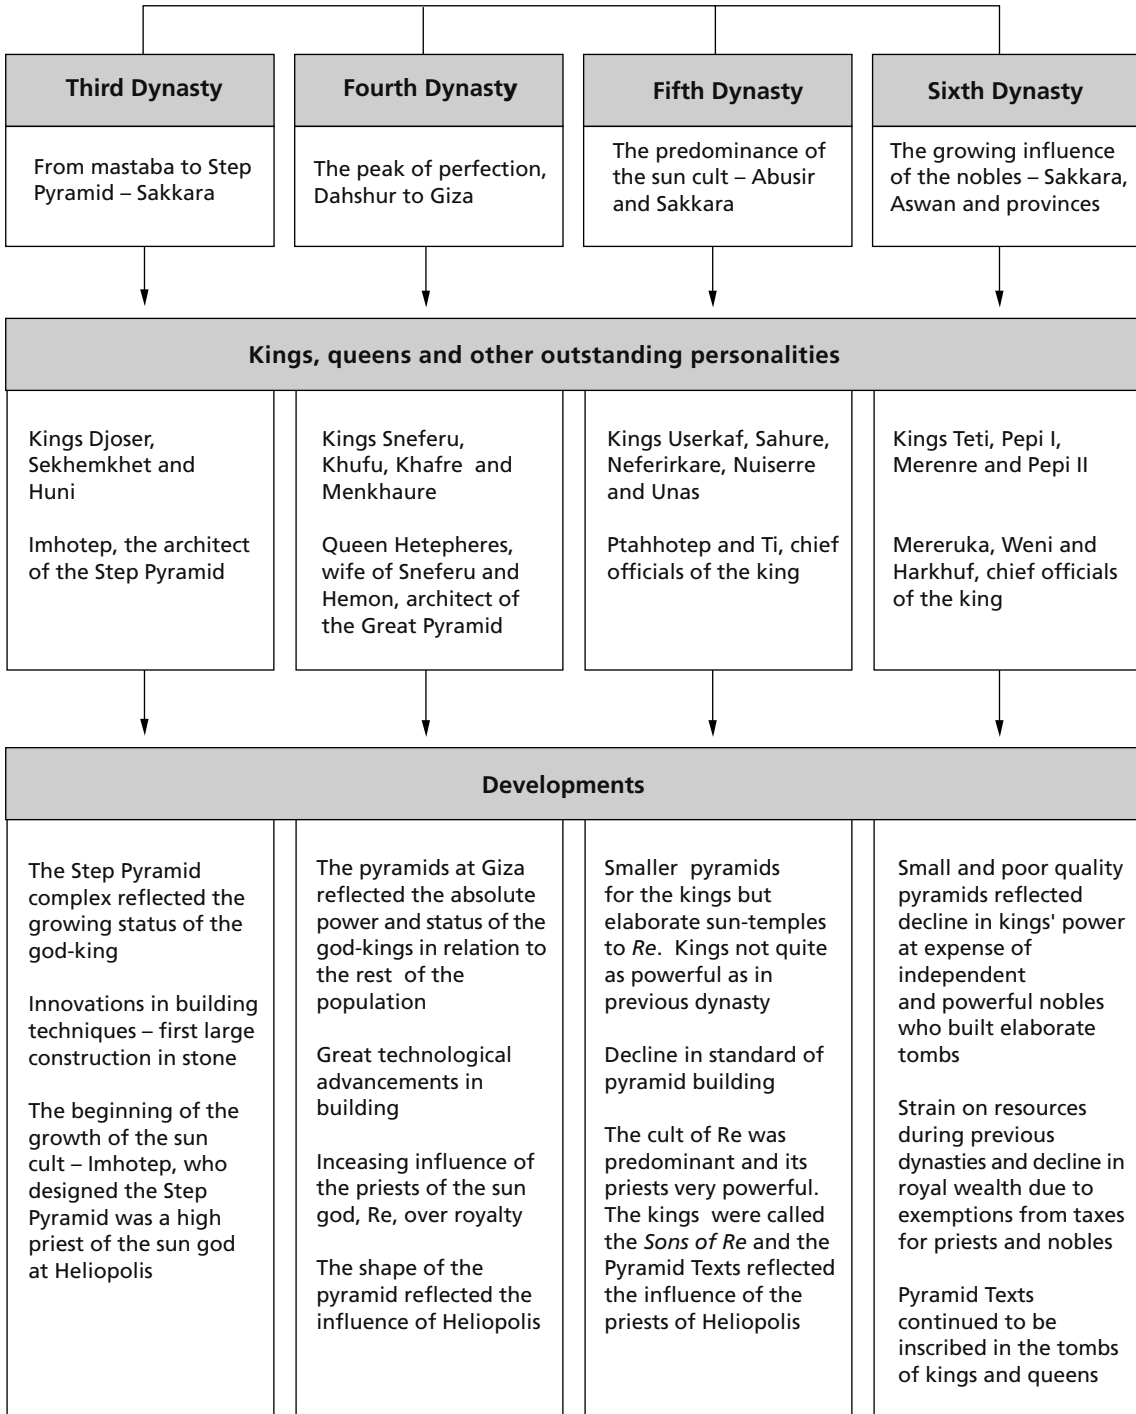 Third Dynasty
From mastaba to Step
Pyramid – Sakkara
Fourth Dynasty
The peak of perfection,
Dahshur to Giza
Fifth Dynasty
The predominance of
the sun cult – Abusir
and Sakkara
Sixth Dynasty
The growing influence
of the nobles – Sakkara,
Aswan and provinces
Kings, queens and other outstanding personalities
Kings Djoser,
Sekhemkhet and
Huni
Imhotep, the architect
of the Step Pyramid
Kings Sneferu,
Khufu, Khafre and
Menkhaure
Queen Hetepheres,
wife of Sneferu and
Hemon, architect of
the Great Pyramid
Kings Userkaf, Sahure,
Neferirkare, Nuiserre
and Unas
Ptahhotep and Ti, chief
officials of the king
Kings Teti, Pepi I,
Merenre and Pepi II
Mereruka, Weni and
Harkhuf, chief officials
of the king
Developments
The Step Pyramid
complex reflected the
growing status of the
god-king
Innovations in building
techniques – first large
construction in stone
The beginning of the
growth of the sun
cult – Imhotep, who
designed the Step
Pyramid was a high
priest of the sun god
at Heliopolis
The pyramids at Giza
reflected the absolute
power and status of the
god-kings in relation to
the rest of the
population
Great technological
advancements in
building
Inceasing influence of
the priests of the sun
god, Re, over royalty
The shape of the
pyramid reflected the
influence of Heliopolis
Smaller pyramids
for the kings but
elaborate sun-temples
to Re. Kings not quite
as powerful as in
previous dynasty
Decline in standard of
pyramid building
The cult of Re was
predominant and its
priests very powerful.
The kings were called
the Sons of Re and the
Pyramid Texts reflected
the influence of the
priests of Heliopolis
Small and poor quality
pyramids reflected
decline in kings' power
at expense of
independent
and powerful nobles
who built elaborate
tombs
Strain on resources
during previous
dynasties and decline in
royal wealth due to
exemptions from taxes
for priests and nobles
Pyramid Texts
continued to be
inscribed in the tombs
of kings and queens